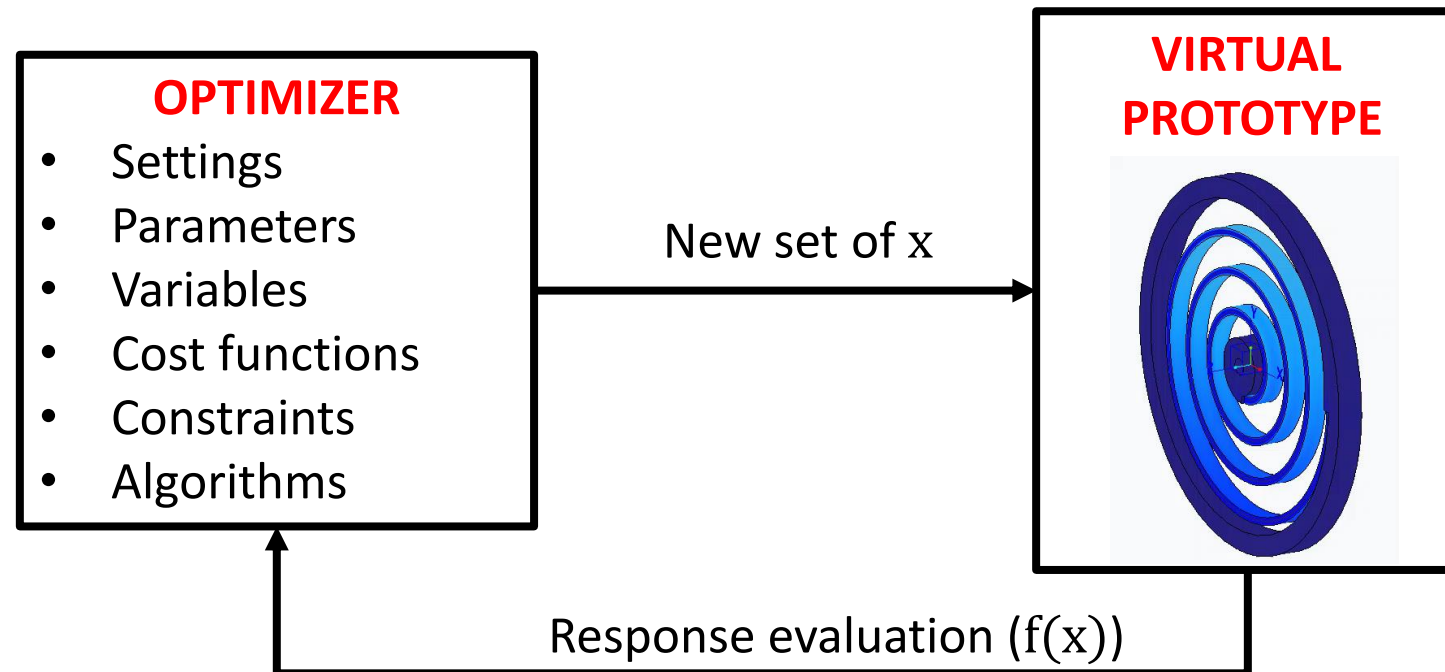 OPTIMIZER
• Settings
• Parameters
• Variables
• Cost functions
• Constraints
• Algorithms
New set of x
VIRTUAL
PROTOTYPE
Y
X
Response evaluation (f(x))